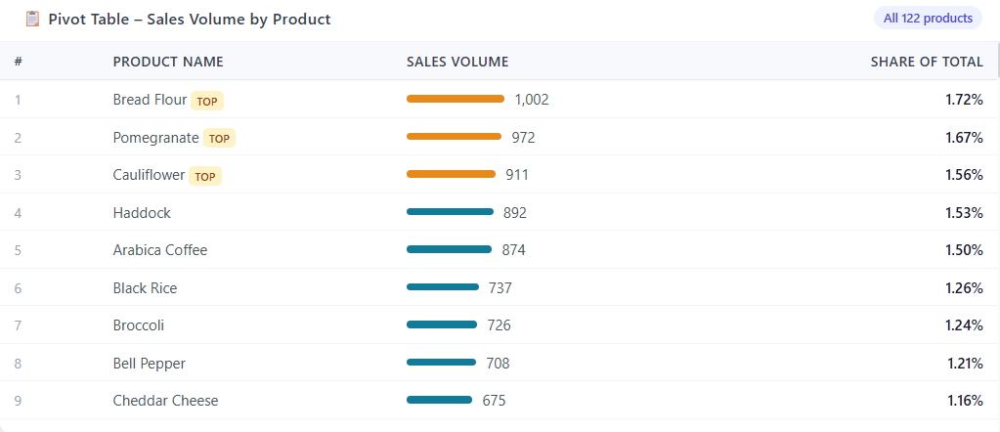 Pivot Table – Sales Volume by Product All 122 products
# PRODUCT NAME SALES VOLUME SHARE OF TOTAL
1 Bread Flour TOP 1,002 1.72%
2 Pomegranate TOP 972 1.67%
3 Cauliflower TOP 911 1.56%
4 Haddock 892 1.53%
5 Arabica Coffee 874 1.50%
6 Black Rice 737 1.26%
7 Broccoli 726 1.24%
8 Bell Pepper 708 1.21%
9 Cheddar Cheese 675 1.16%